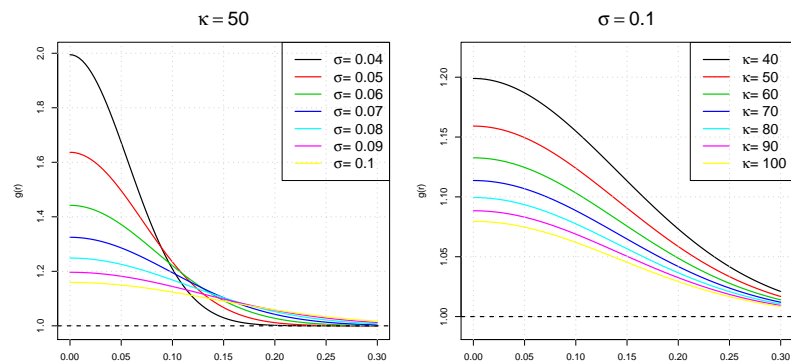 κ = 50
g(r)
2.0
1.8
1.6
1.4
1.2
1.0
0.00 0.05 0.10 0.15 0.20 0.25 0.30
σ= 0.04
σ= 0.05
σ= 0.06
σ= 0.07
σ= 0.08
σ= 0.09
σ= 0.1
σ = 0.1
g(r)
1.20
1.15
1.10
1.05
1.00
0.00 0.05 0.10 0.15 0.20 0.25 0.30
κ= 40
κ= 50
κ= 60
κ= 70
κ= 80
κ= 90
κ= 100